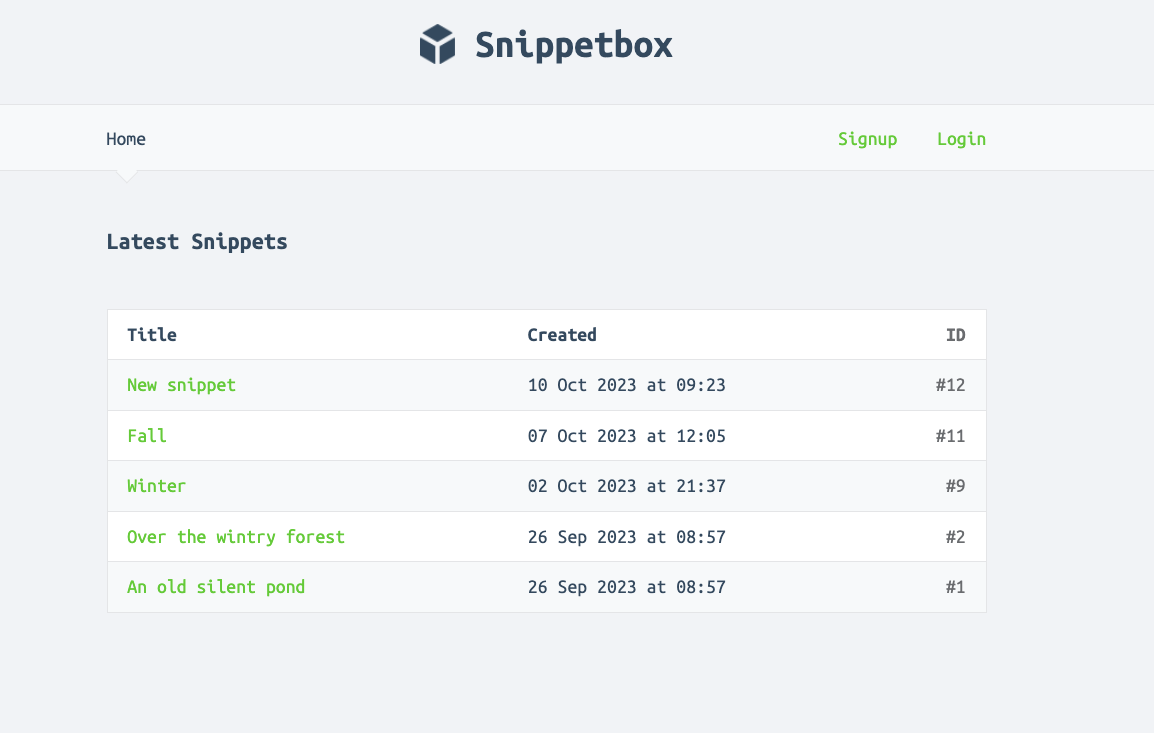 Snippetbox
Home Signup Login
Latest Snippets
Title Created ID
New snippet 10 Oct 2023 at 09:23 #12
Fall 07 Oct 2023 at 12:05 #11
Winter 02 Oct 2023 at 21:37 #9
Over the wintry forest 26 Sep 2023 at 08:57 #2
An old silent pond 26 Sep 2023 at 08:57 #1